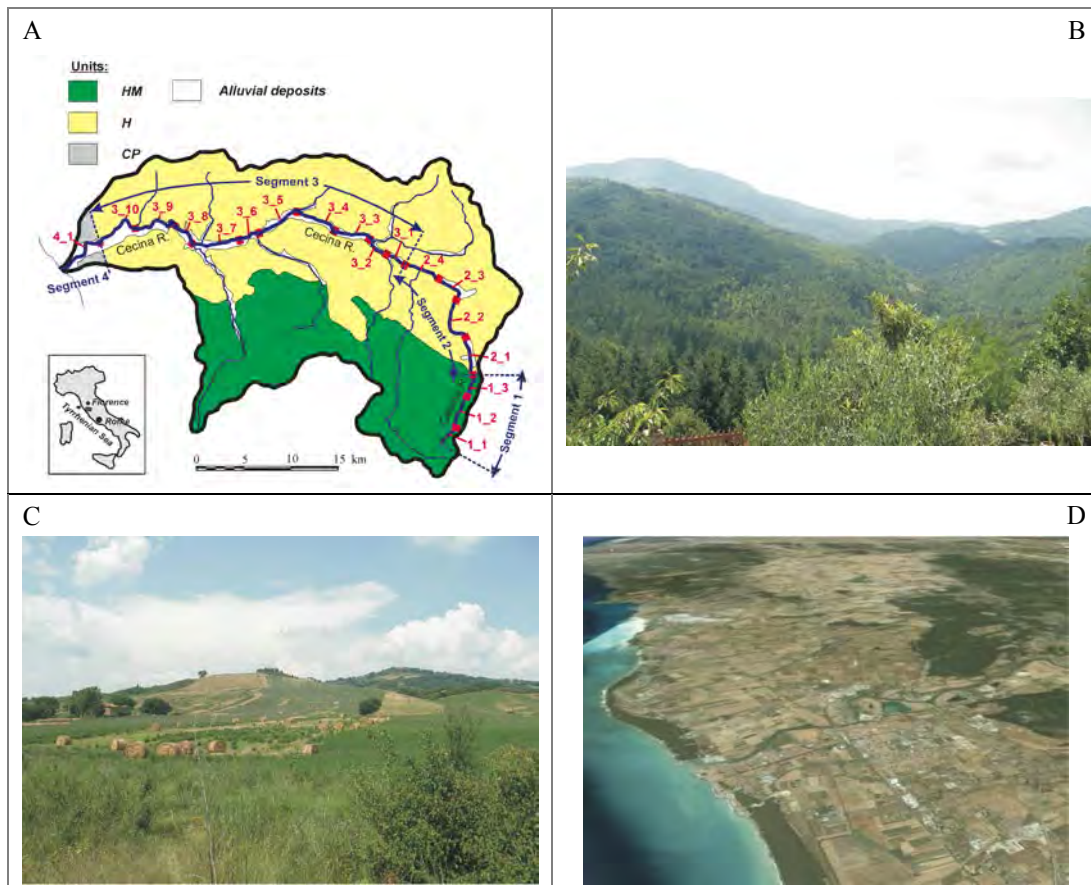 A
Units:
HM
Alluvial deposits
H
CP
Segment 3
3_5
3_10
3_9
3_8
3_6
3_7
3_4
3_3
3_1
3_2
2_4
2_3
2_2
2_1
1_3
1_2
1_1
4_1
Cecina R.
Cecina R.
Segment 4
Segment 2
Segment 1
Florence
Rome
Tyrrhenian Sea
0 5 10 15 km
B
C
D